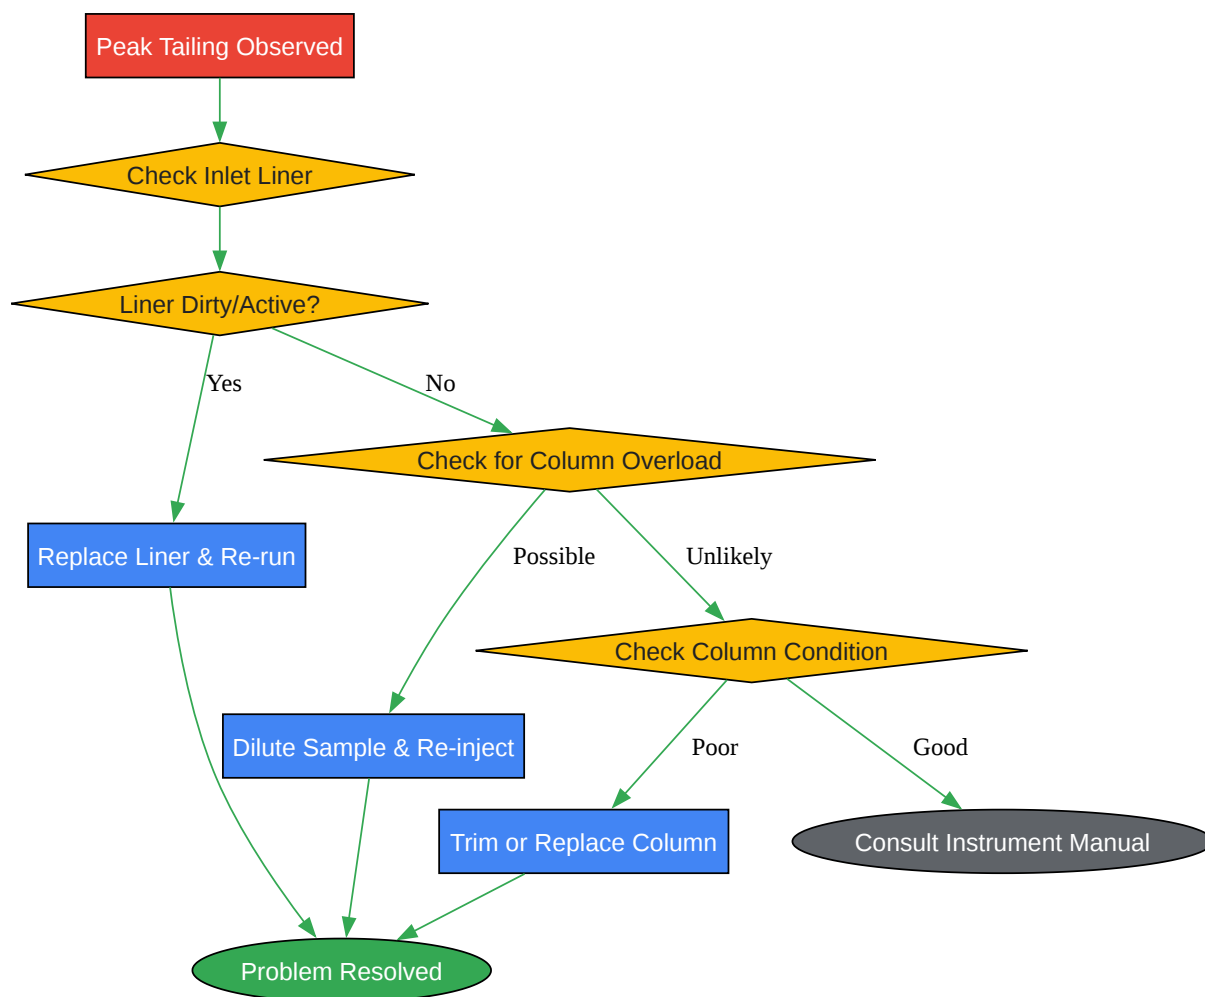 Peak Tailing Observed
Check Inlet Liner
Liner Dirty/Active?
Yes
No
Check for Column Overload
Replace Liner & Re-run
Possible
Unlikely
Check Column Condition
Dilute Sample & Re-inject
Poor
Good
Trim or Replace Column
Consult Instrument Manual
Problem Resolved